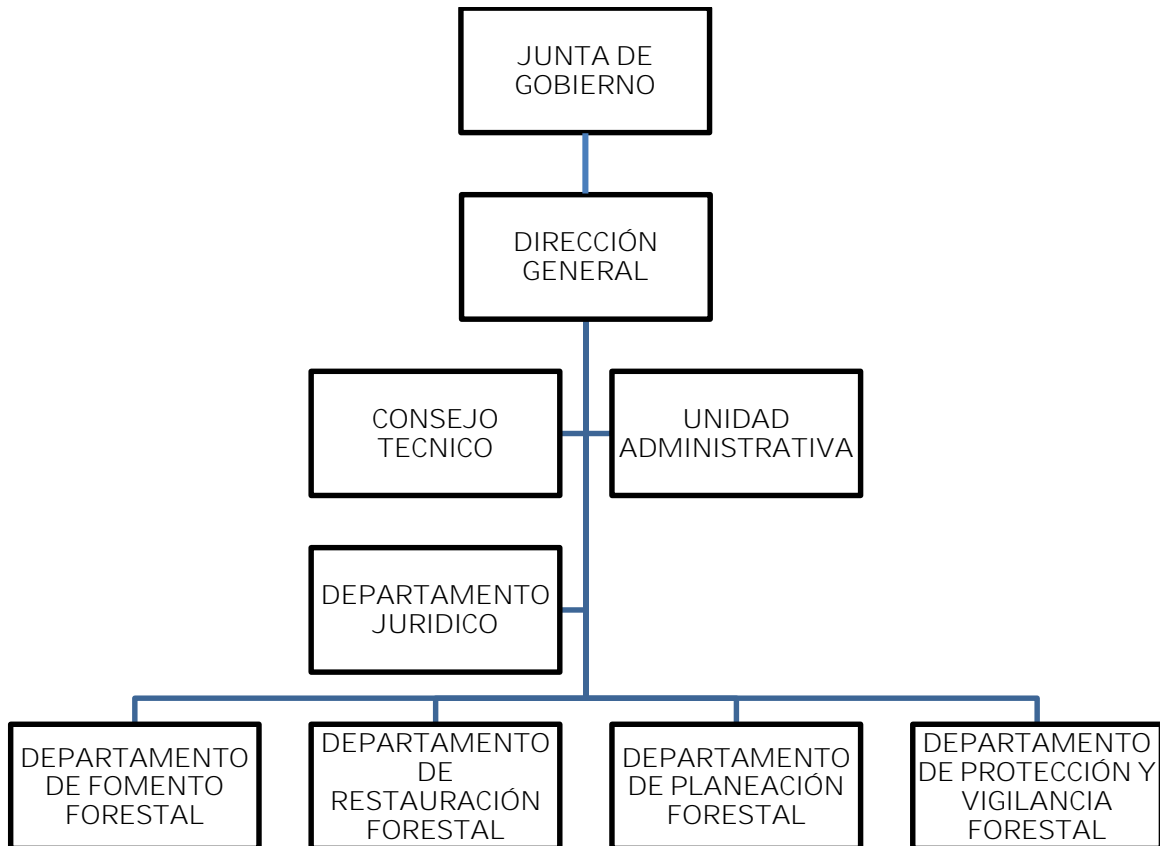 JUNTA DE
GOBIERNO
DIRECCIÓN
GENERAL
CONSEJO
TECNICO
UNIDAD
ADMINISTRATIVA
DEPARTAMENTO
JURIDICO
DEPARTAMENTO
DE FOMENTO
FORESTAL
DEPARTAMENTO
DE
RESTAURACIÓN
FORESTAL
DEPARTAMENTO
DE PLANEACIÓN
FORESTAL
DEPARTAMENTO
DE PROTECCIÓN Y
VIGILANCIA
FORESTAL